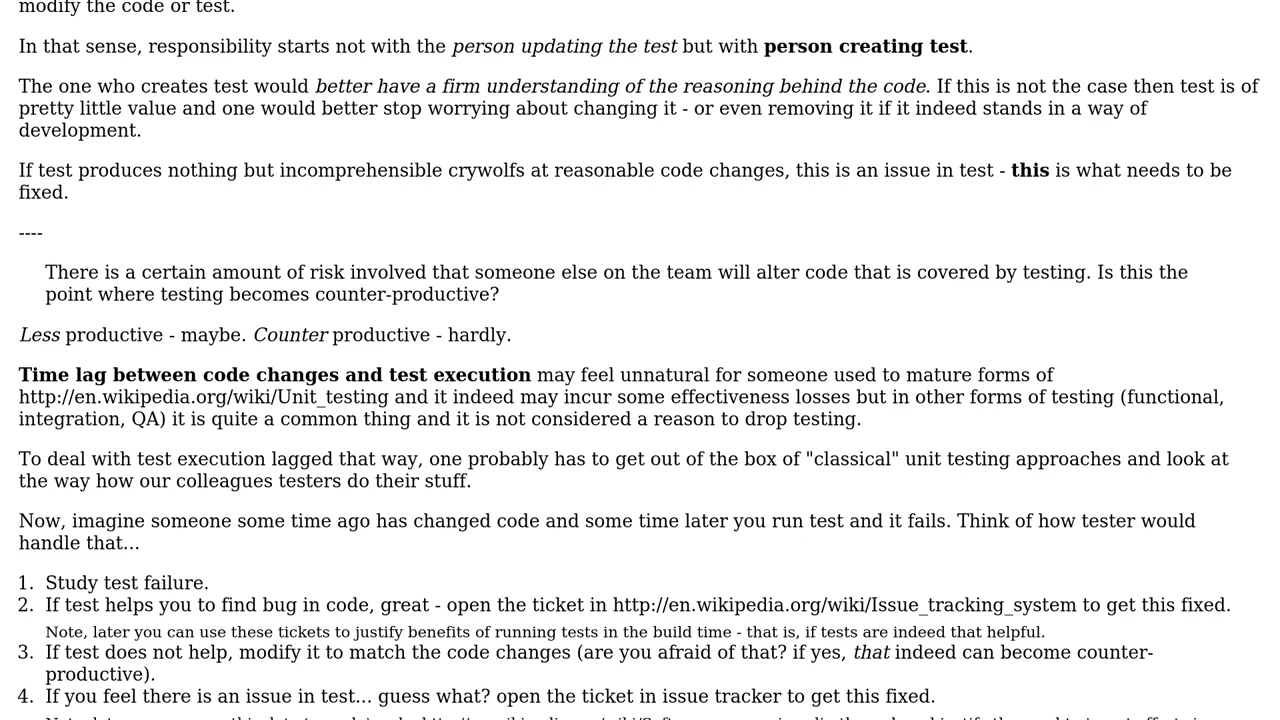 modify the code or test.
In that sense, responsibility starts not with the person updating the test but with person creating test.
The one who creates test would better have a firm understanding of the reasoning behind the code. If this is not the case then test is of
pretty little value and one would better stop worrying about changing it - or even removing it if it indeed stands in a way of
development.
If test produces nothing but incomprehensible crywolfs at reasonable code changes, this is an issue in test - this is what needs to be
fixed.
----
There is a certain amount of risk involved that someone else on the team will alter code that is covered by testing. Is this the
point where testing becomes counter-productive?
Less productive - maybe. Counter productive - hardly.
Time lag between code changes and test execution may feel unnatural for someone used to mature forms of
http://en.wikipedia.org/wiki/Unit_testing and it indeed may incur some effectiveness losses but in other forms of testing (functional,
integration, QA) it is quite a common thing and it is not considered a reason to drop testing.
To deal with test execution lagged that way, one probably has to get out of the box of "classical" unit testing approaches and look at
the way how our colleagues testers do their stuff.
Now, imagine someone some time ago has changed code and some time later you run test and it fails. Think of how tester would
handle that...
1. Study test failure.
2. If test helps you to find bug in code, great - open the ticket in http://en.wikipedia.org/wiki/Issue_tracking_system to get this fixed.
Note, later you can use these tickets to justify benefits of running tests in the build time - that is, if tests are indeed that helpful.
3. If test does not help, modify it to match the code changes (are you afraid of that? if yes, that indeed can become counter-
productive).
4. If you feel there is an issue in test... guess what? open the ticket in issue tracker to get this fixed.